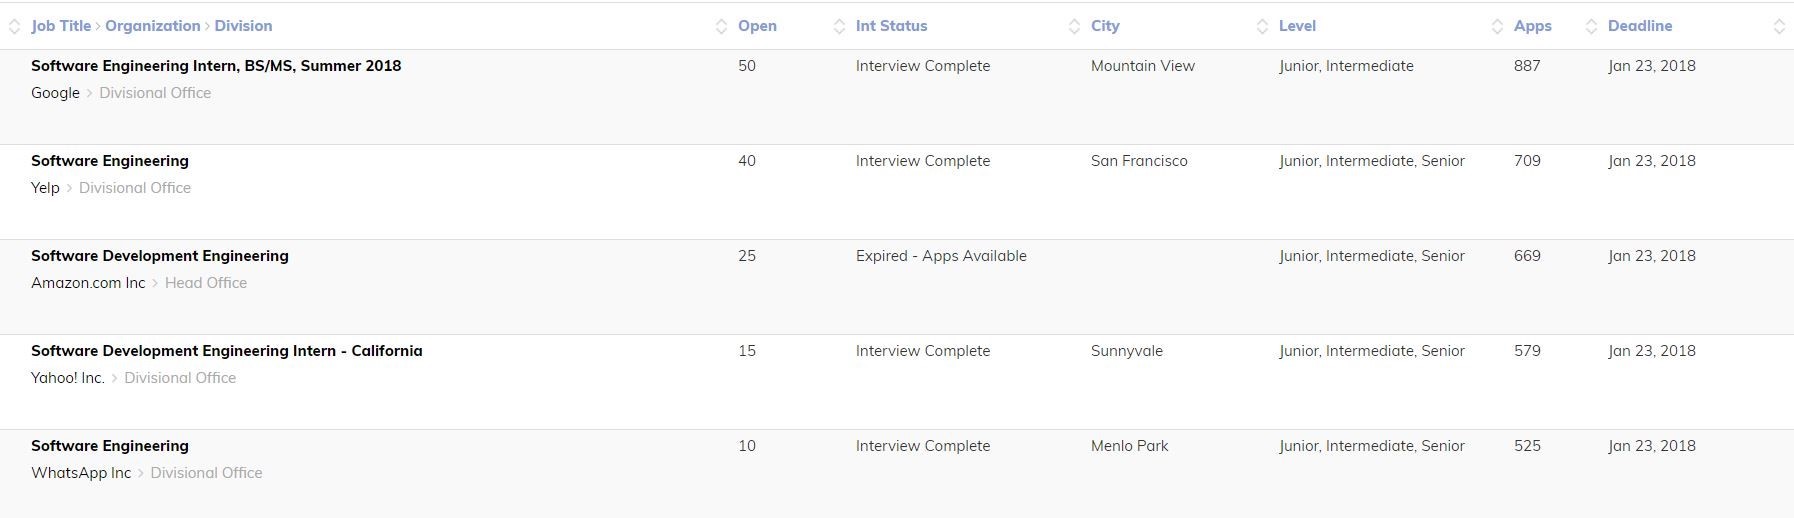 Job Title > Organization > Division Open Int Status City Level Apps Deadline
Software Engineering Intern, BS/MS, Summer 2018 50 Interview Complete Mountain View Junior, Intermediate 887 Jan 23, 2018
Google > Divisional Office
Software Engineering 40 Interview Complete San Francisco Junior, Intermediate, Senior 709 Jan 23, 2018
Yelp > Divisional Office
Software Development Engineering 25 Expired - Apps Available Junior, Intermediate, Senior 669 Jan 23, 2018
Amazon.com Inc > Head Office
Software Development Engineering Intern - California 15 Interview Complete Sunnyvale Junior, Intermediate, Senior 579 Jan 23, 2018
Yahoo! Inc. > Divisional Office
Software Engineering 10 Interview Complete Menlo Park Junior, Intermediate, Senior 525 Jan 23, 2018
WhatsApp Inc > Divisional Office